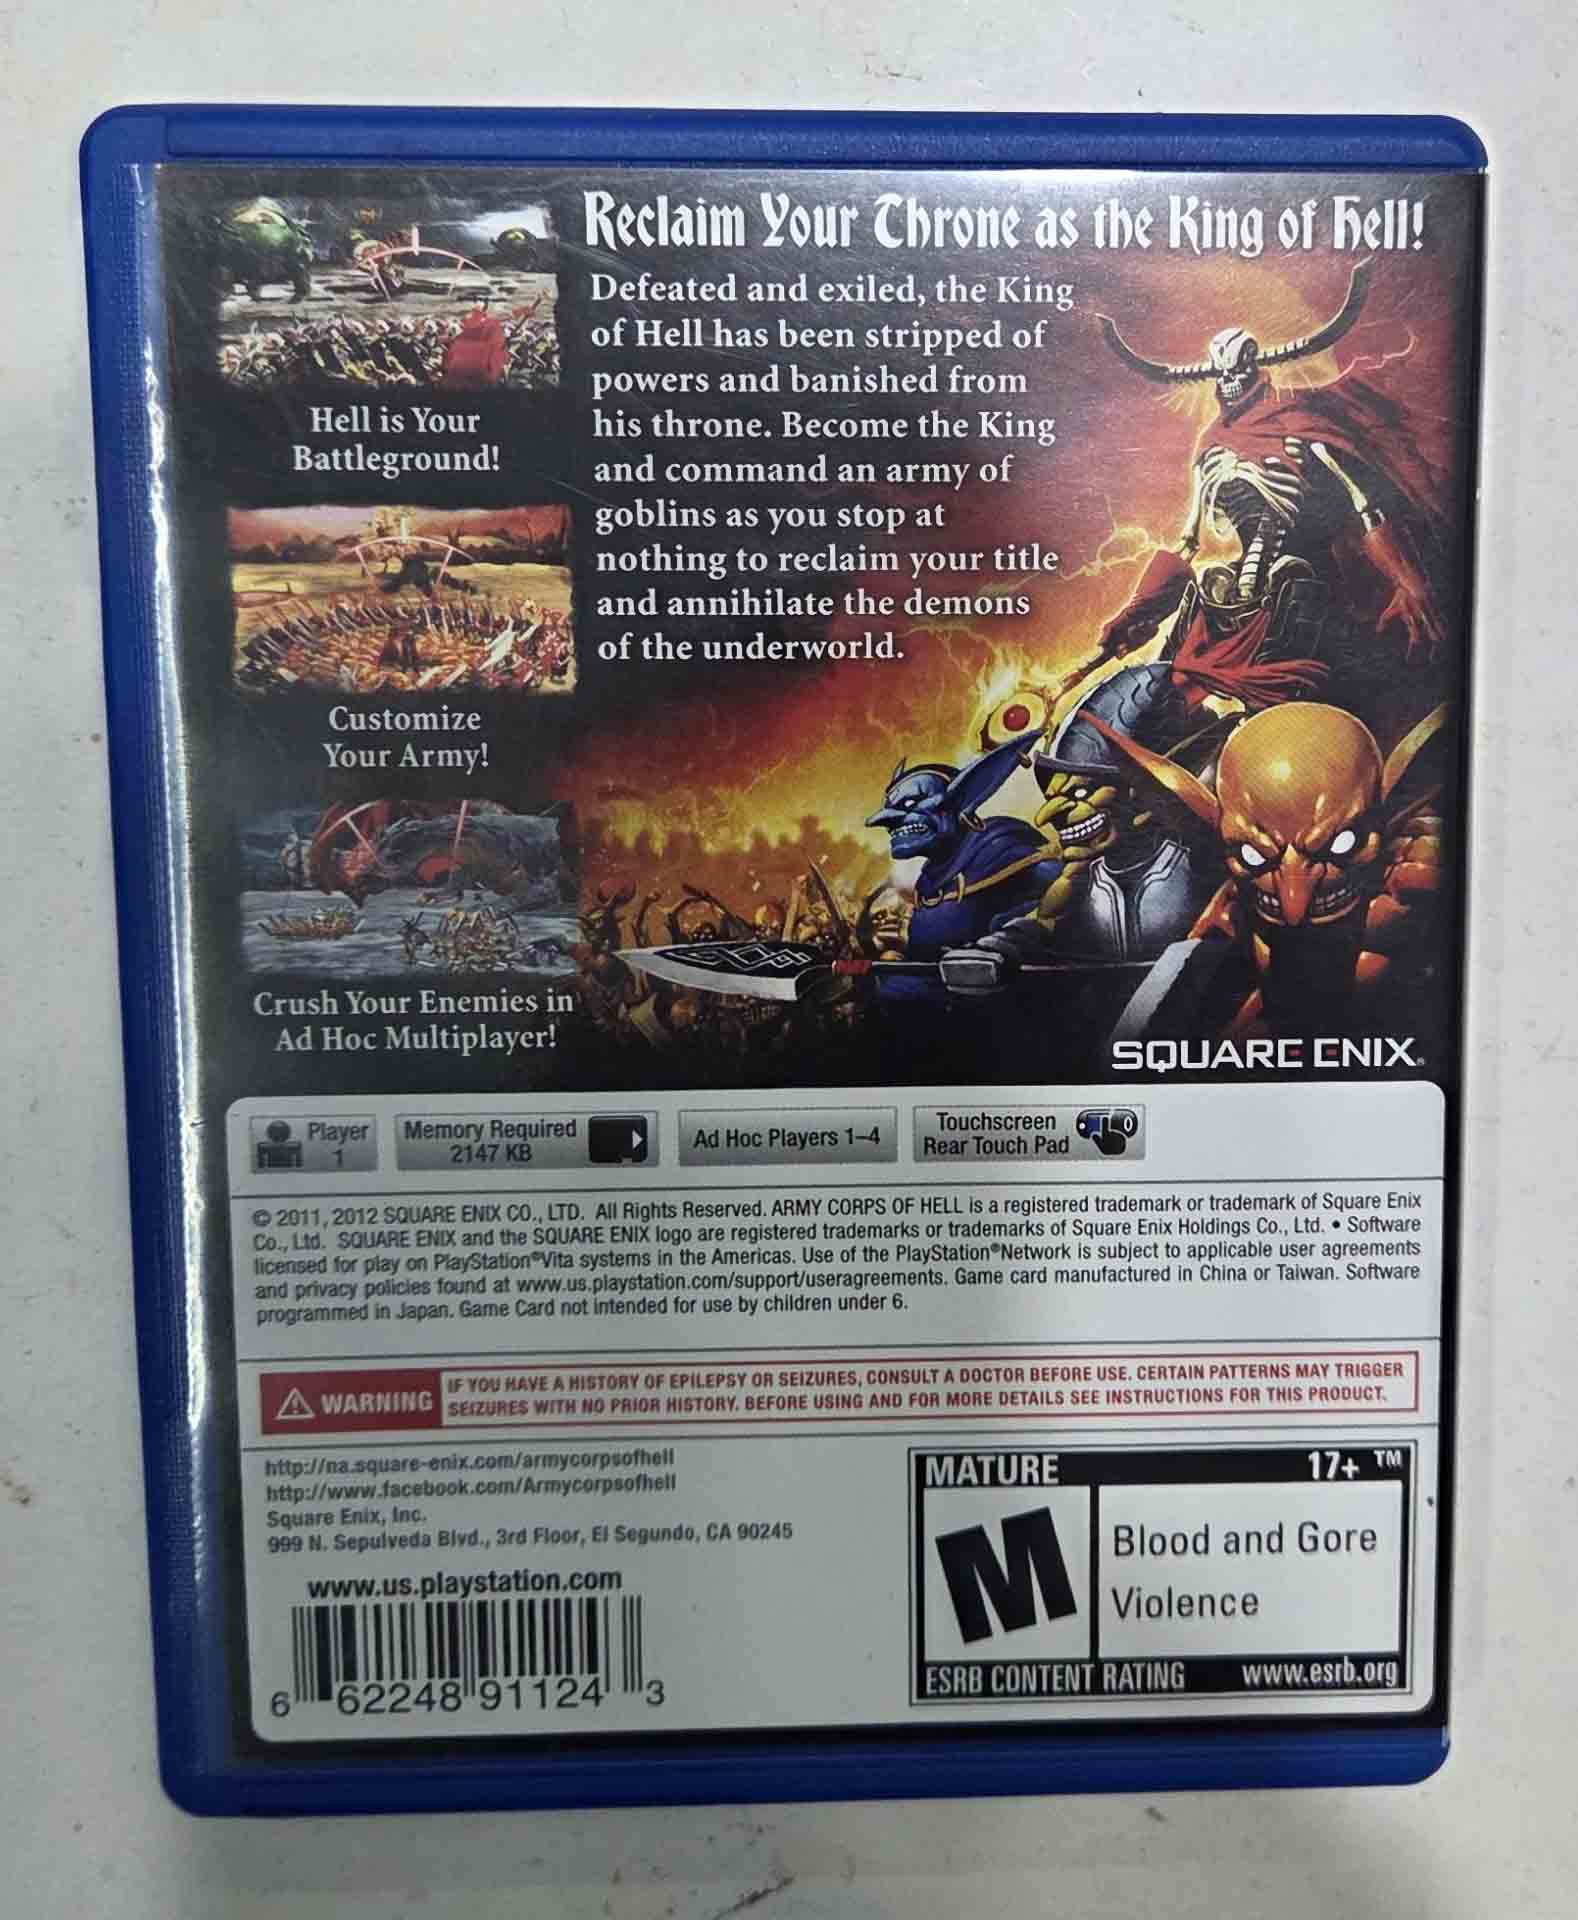 Reclaim Your Throne as the King of Hell!
Defeated and exiled, the King
of Hell has been stripped of
powers and banished from
his throne. Become the King
and command an army of
goblins as you stop at
nothing to reclaim your title
and annihilate the demons
of the underworld.
Hell is Your
Battleground!
Customize
Your Army!
Crush Your Enemies in
Ad Hoc Multiplayer!
SQUARE ENIX®
Player
1
Memory Required
2147 KB
Ad Hoc Players 1–4
Touchscreen
Rear Touch Pad
© 2011, 2012 SQUARE ENIX CO., LTD. All Rights Reserved. ARMY CORPS OF HELL is a registered trademark or trademark of Square Enix
Co., Ltd. SQUARE ENIX and the SQUARE ENIX logo are registered trademarks or trademarks of Square Enix Holdings Co., Ltd. • Software
licensed for play on PlayStation®Vita systems in the Americas. Use of the PlayStation®Network is subject to applicable user agreements
and privacy policies found at www.us.playstation.com/support/useragreements. Game card manufactured in China or Taiwan. Software
programmed in Japan. Game Card not intended for use by children under 6.
WARNING
IF YOU HAVE A HISTORY OF EPILEPSY OR SEIZURES, CONSULT A DOCTOR BEFORE USE. CERTAIN PATTERNS MAY TRIGGER
SEIZURES WITH NO PRIOR HISTORY. BEFORE USING AND FOR MORE DETAILS SEE INSTRUCTIONS FOR THIS PRODUCT.
http://na.square-enix.com/armycorpsofhell
http://www.facebook.com/Armycorpsofhell
Square Enix, Inc.
999 N. Sepulveda Blvd., 3rd Floor, El Segundo, CA 90245
www.us.playstation.com
6 62248 91124 3
MATURE 17+ ™
M
Blood and Gore
Violence
ESRB CONTENT RATING www.esrb.org